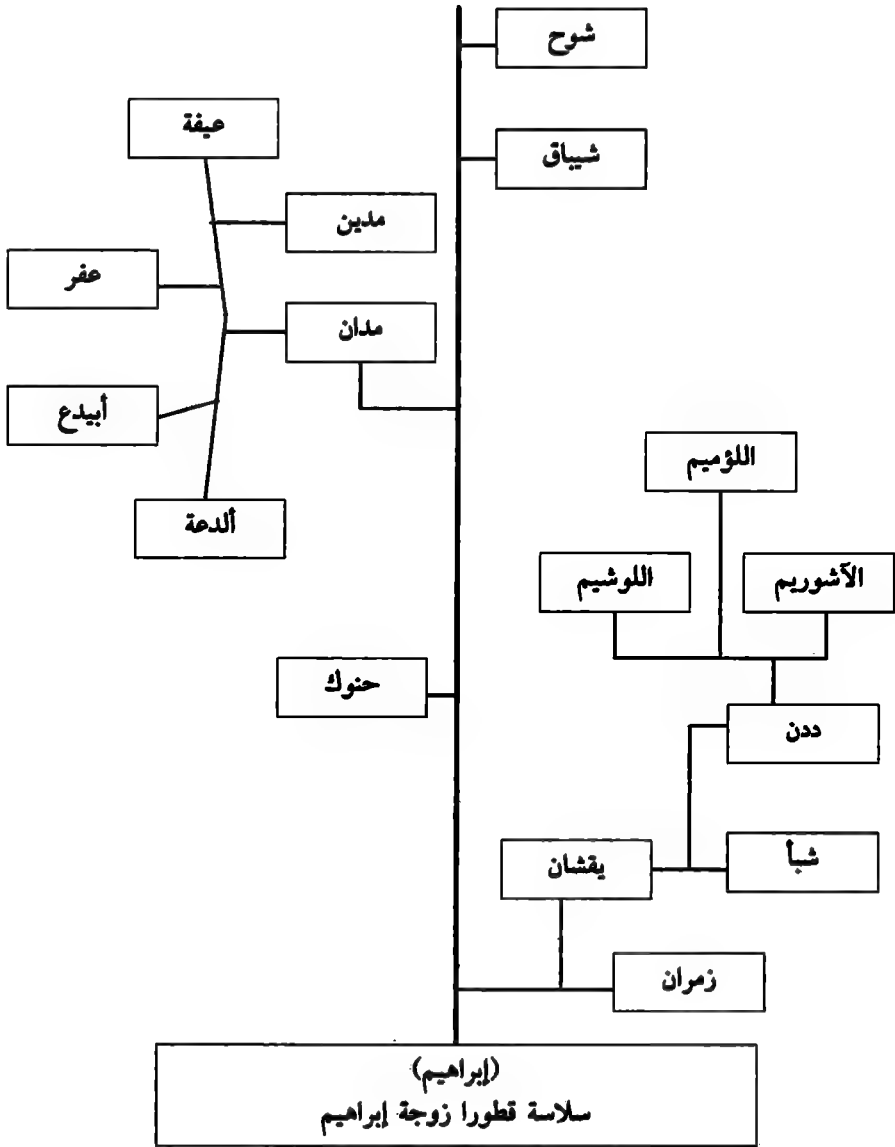 شوح
عيفة
شيباق
مدين
عفر
مدان
أبيدع
اللؤميم
ألدعة
الآشوريم
اللوشيم
حنوك
ددن
شبأ
يقشان
زمران
(إبراهيم)
سلاسة قطورا زوجة إبراهيم